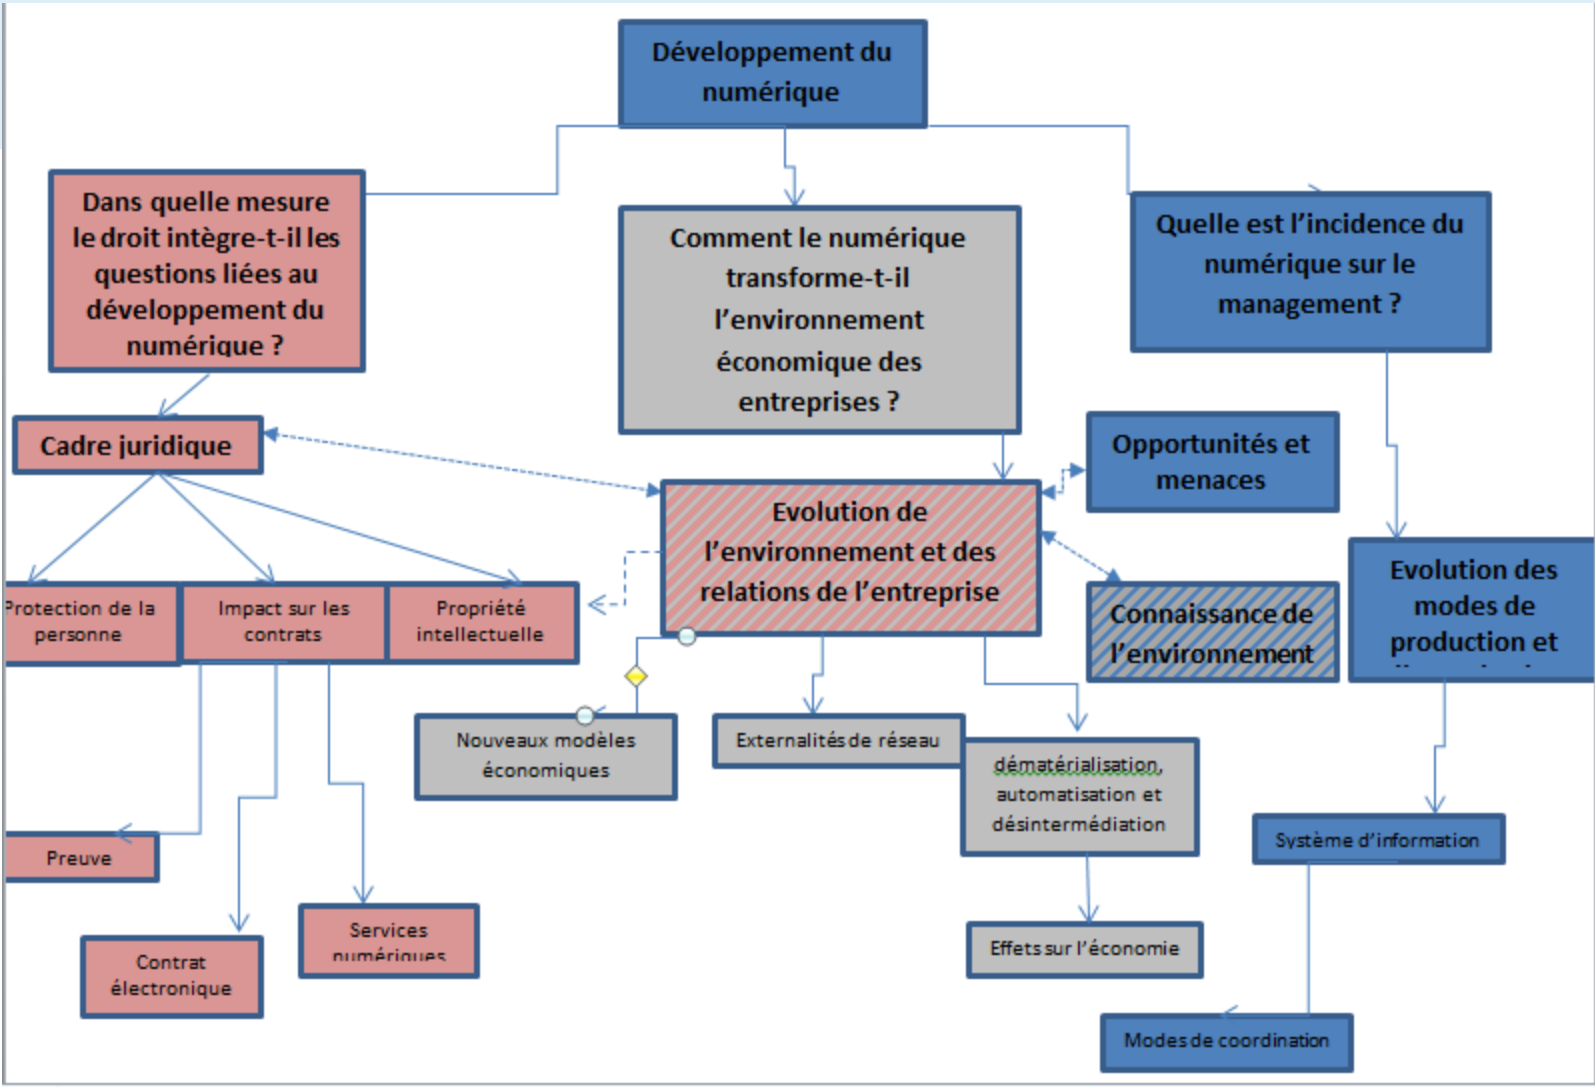 Développement du
numérique
Dans quelle mesure
le droit intègre-t-il les
questions liées au
développement du
numérique ?
Comment le numérique
transforme-t-il
l'environnement
économique des
entreprises ?
Quelle est l'incidence du
numérique sur le
management ?
Cadre juridique
Opportunités et
menaces
Evolution de
l'environnement et des
relations de l'entreprise
Connaissance de
l'environnement
Evolution des
modes de
production et
Protection de la
personne
Impact sur les
contrats
Propriété
intellectuelle
Nouveaux modèles
économiques
Externalités de réseau
dématérialisation,
automatisation et
désintermédiation
Système d'information
Preuve
Services
numériques
Contrat
électronique
Effets sur l'économie
Modes de coordination